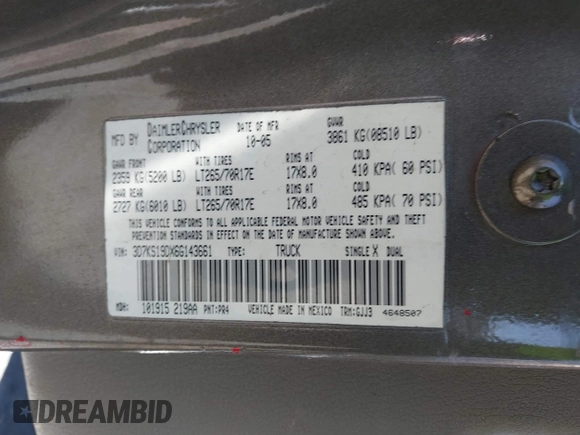 MFD BY DAIMLERCHRYSLER CORPORATION DATE OF MFR 10-05 GVWR 3861 KG(08510 LB)
GAWR FRONT WITH TIRES RIMS AT COLD
2359 KG(5200 LB) LT265/70R17E 17X8.0 410 KPA( 60 PSI)
GAWR REAR WITH TIRES RIMS AT COLD
2727 KG(6010 LB) LT265/70R17E 17X8.0 485 KPA( 70 PSI)
THIS VEHICLE CONFORMS TO ALL APPLICABLE FEDERAL MOTOR VEHICLE SAFETY AND THEFT
PREVENTION STANDARDS IN EFFECT ON THE DATE OF MANUFACTURE SHOWN ABOVE.
VIN: 3D7KS19DX6G143661 TYPE: TRUCK SINGLE X DUAL
MDH: 101915 219AA PNT:PR4 VEHICLE MADE IN MEXICO TRM:GJJ3 4648507
DREAMBID